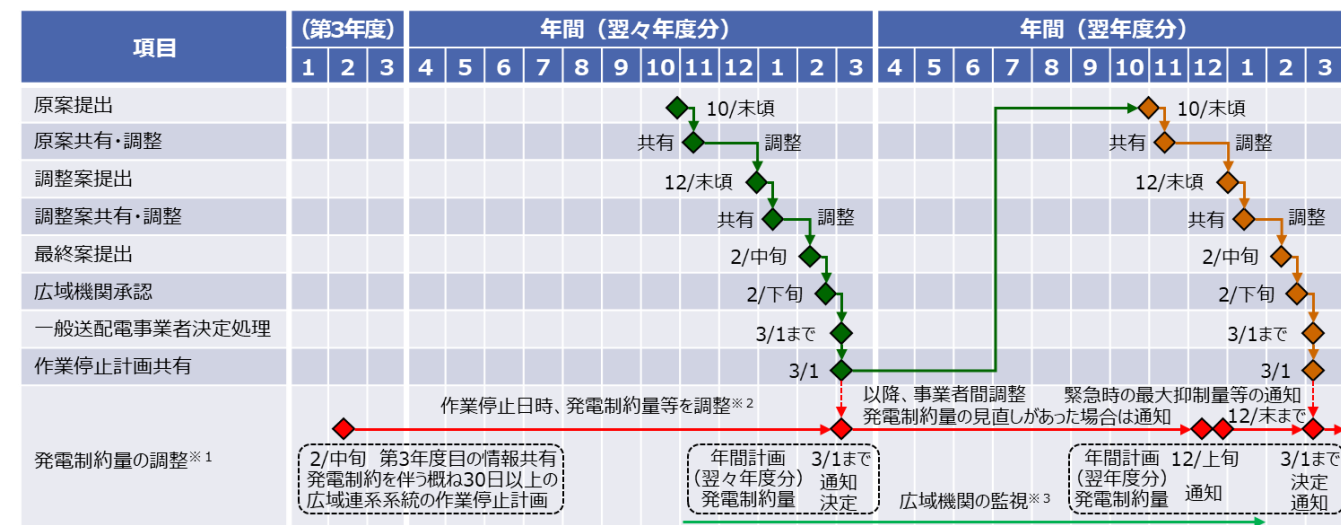 項目
(第3年度)
年間（翌々年度分）
年間（翌年度分）
1 2 3 4 5 6 7 8 9 10 11 12 1 2 3 4 5 6 7 8 9 10 11 12 1 2 3
原案提出
10/末頃
10/末頃
原案共有・調整
共有
調整
共有
調整
調整案提出
12/末頃
12/末頃
調整案共有・調整
共有
調整
共有
調整
最終案提出
2/中旬
2/中旬
広域機関承認
2/下旬
2/下旬
一般送配電事業者決定処理
3/1まで
3/1まで
作業停止計画共有
3/1
3/1
発電制約量の調整※1
作業停止日時、発電制約量等を調整※2
以降、事業者間調整
発電制約量の見直しがあった場合は通知
緊急時の最大抑制量等の通知
12/末まで
2/中旬 第3年度目の情報共有
発電制約を伴う概ね30日以上の
広域連系系統の作業停止計画
年間計画
(翌々年度分)
発電制約量
3/1まで
通知
決定
広域機関の監視※3
年間計画
(翌年度分)
発電制約量
12/上旬
通知
3/1まで
決定
通知